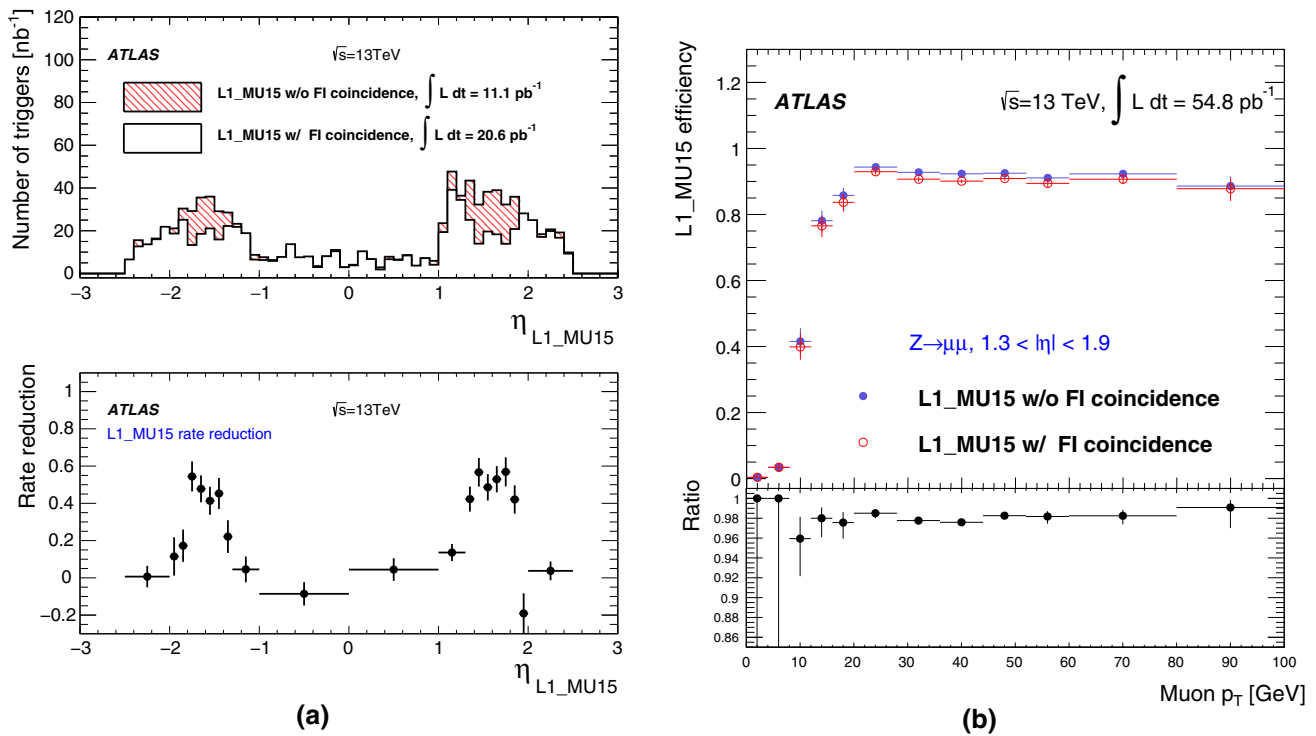 120
100
80
60
40
20
0
Number of triggers [nb⁻¹]
ATLAS
√s=13TeV
L1_MU15 w/o FI coincidence, ∫ L dt = 11.1 pb⁻¹
L1_MU15 w/ FI coincidence, ∫ L dt = 20.6 pb⁻¹
−3 −2 −1 0 1 2 3
η L1_MU15
1
0.8
0.6
0.4
0.2
0
−0.2
Rate reduction
ATLAS
√s=13TeV
L1_MU15 rate reduction
−3 −2 −1 0 1 2 3
η L1_MU15
(a)
1.2
1
0.8
0.6
0.4
0.2
0
L1_MU15 efficiency
ATLAS
√s=13 TeV, ∫ L dt = 54.8 pb⁻¹
Z→μμ, 1.3 < |η| < 1.9
L1_MU15 w/o FI coincidence
L1_MU15 w/ FI coincidence
1
0.98
0.96
0.94
0.92
0.9
0.88
0.86
Ratio
0 10 20 30 40 50 60 70 80 90 100
Muon p_T [GeV]
(b)